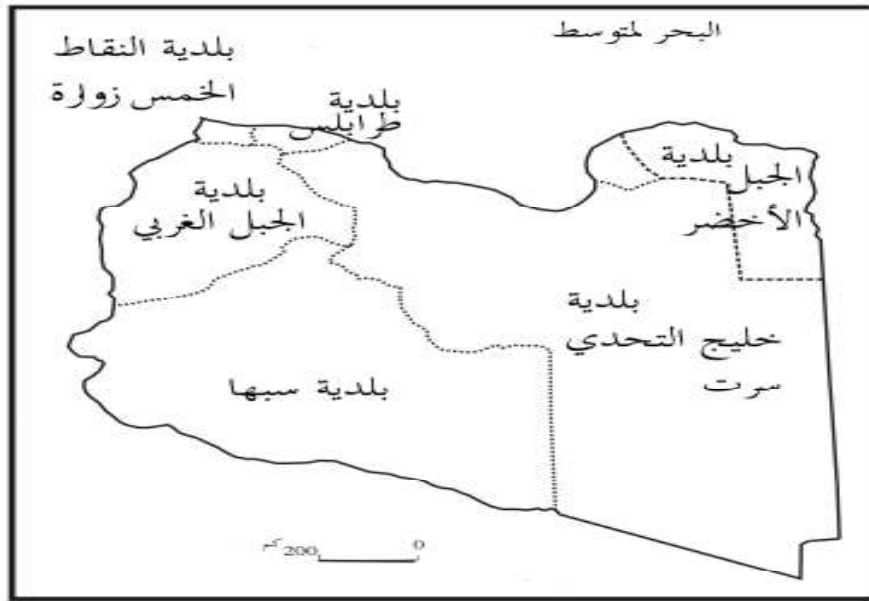 البحر لمتوسط
بلدية النقاط
الخمس زوارة
بلدية
طرابلس
بلدية
الجبل
الأخضر
بلدية
الجبل الغربي
بلدية
خليج التحدي
سرت
بلدية سبها
0
200 كم